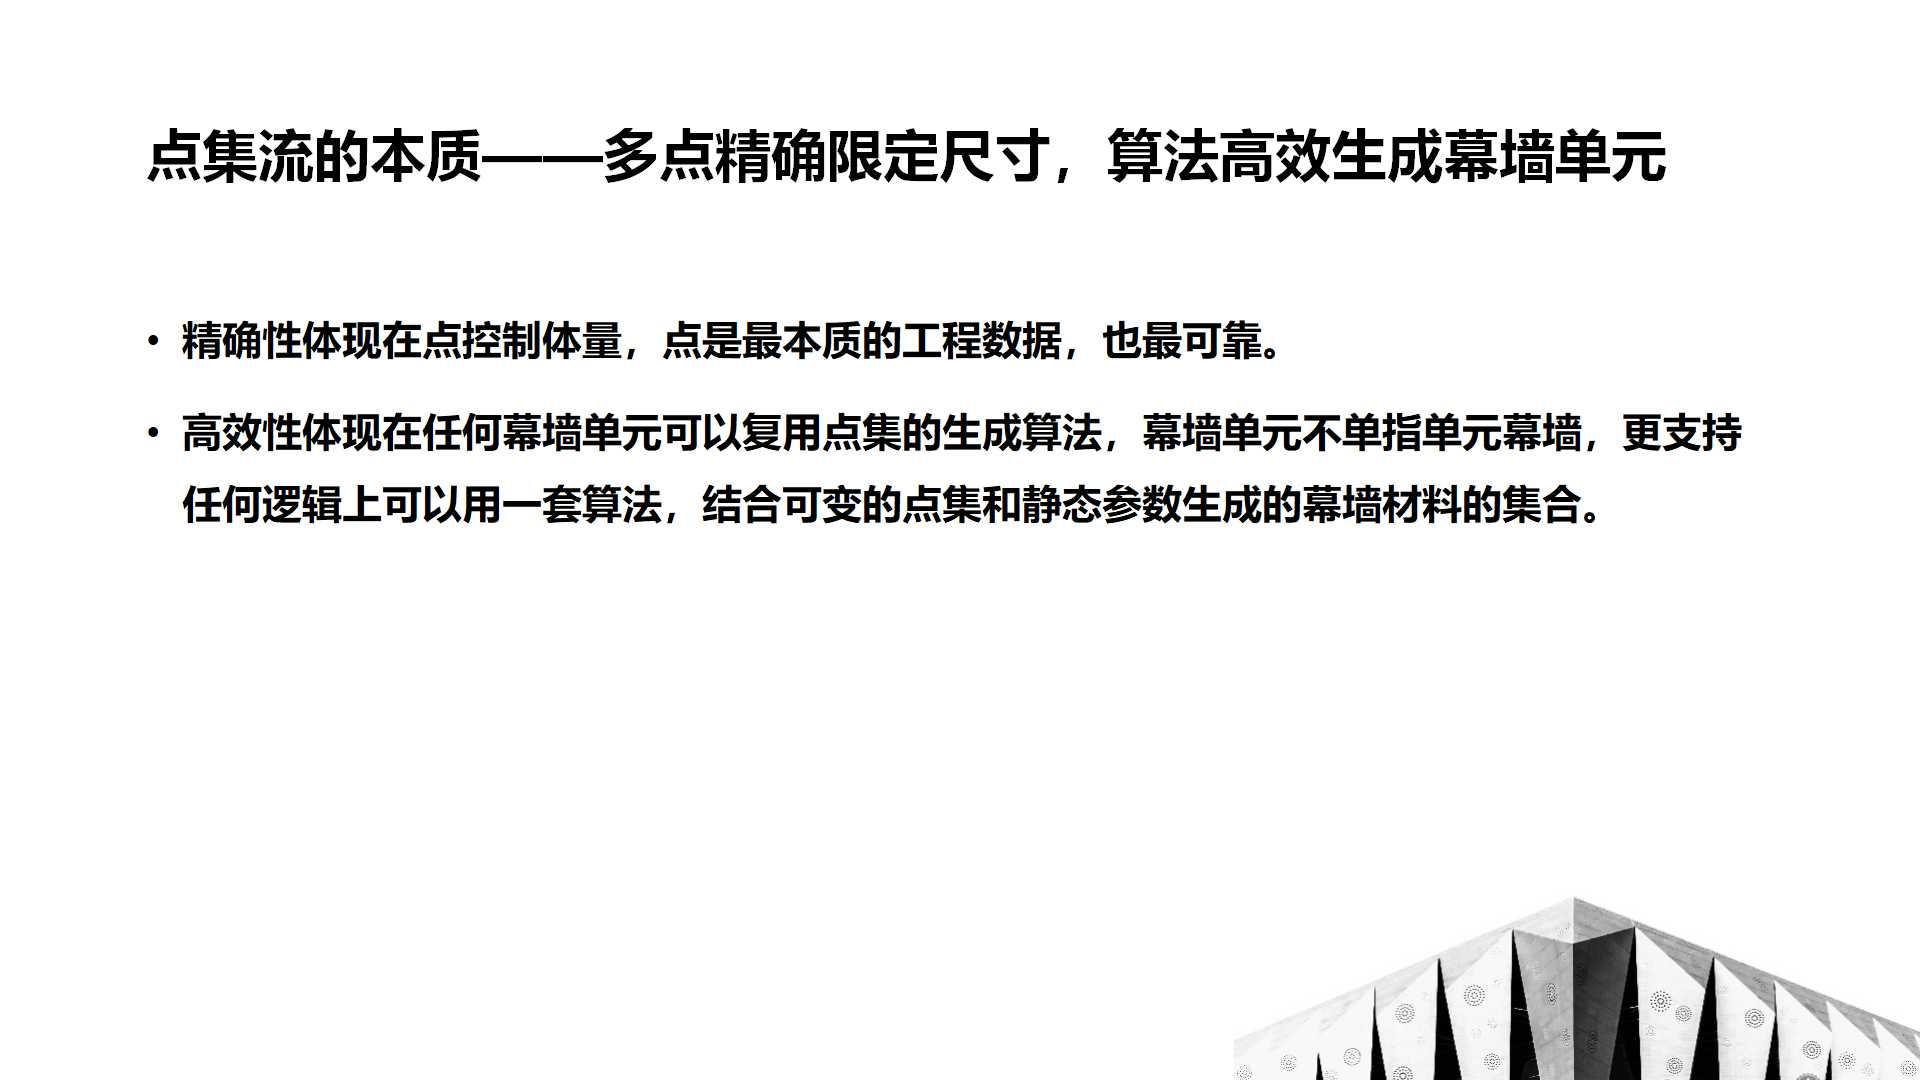 点集流的本质——多点精确限定尺寸，算法高效生成幕墙单元
• 精确性体现在点控制体量，点是最本质的工程数据，也最可靠。
• 高效性体现在任何幕墙单元可以复用点集的生成算法，幕墙单元不单指单元幕墙，更支持
任何逻辑上可以用一套算法，结合可变的点集和静态参数生成的幕墙材料的集合。